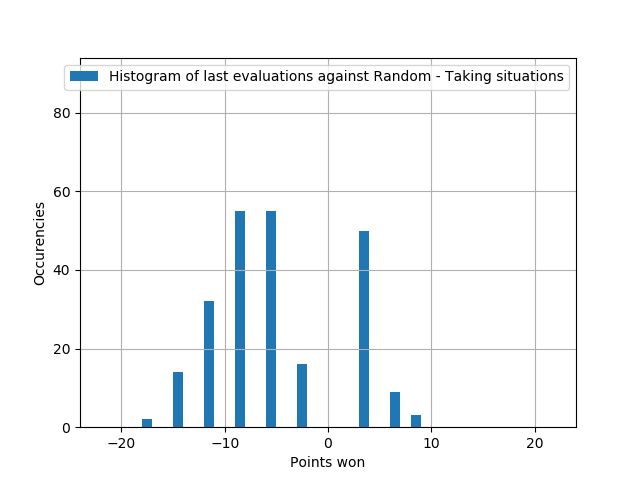 Histogram of last evaluations against Random - Taking situations
80
60
40
20
0
Occurencies
−20 −10 0 10 20
Points won